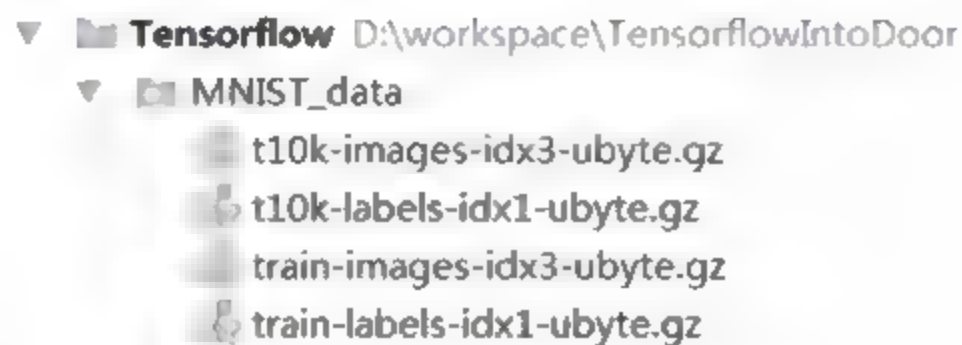 Tensorflow D:\workspace\TensorflowIntoDoor
MNIST_data
t10k-images-idx3-ubyte.gz
t10k-labels-idx1-ubyte.gz
train-images-idx3-ubyte.gz
train-labels-idx1-ubyte.gz